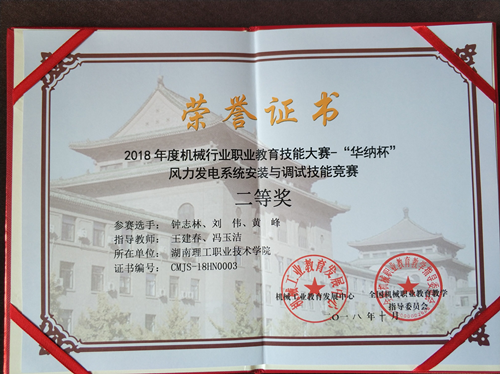 荣誉证书
2018 年度机械行业职业教育技能大赛-“华纳杯”
风力发电系统安装与调试技能竞赛
二等奖
参赛选手：钟志林、刘 伟、黄 峰
指导教师：王建春、冯玉洁
所在单位：湖南理工职业技术学院
证书编号：CMJS-18HN0003
机械工业教育发展中心 全国机械职业教育教学
指导委员会
〇一八年十月